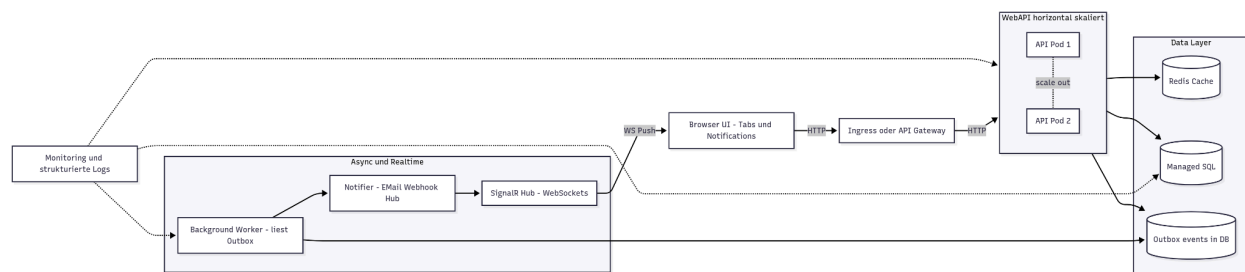 WebAPI horizontal skaliert
API Pod 1
scale out
API Pod 2
Data Layer
Redis Cache
Managed SQL
Outbox events in DB
WS Push
Browser UI - Tabs und
Notifications
HTTP
Ingress oder API Gateway
HTTP
Monitoring und
strukturierte Logs
Async und Realtime
Notifier - EMail Webhook
Hub
SignalR Hub - WebSockets
Background Worker - liest
Outbox